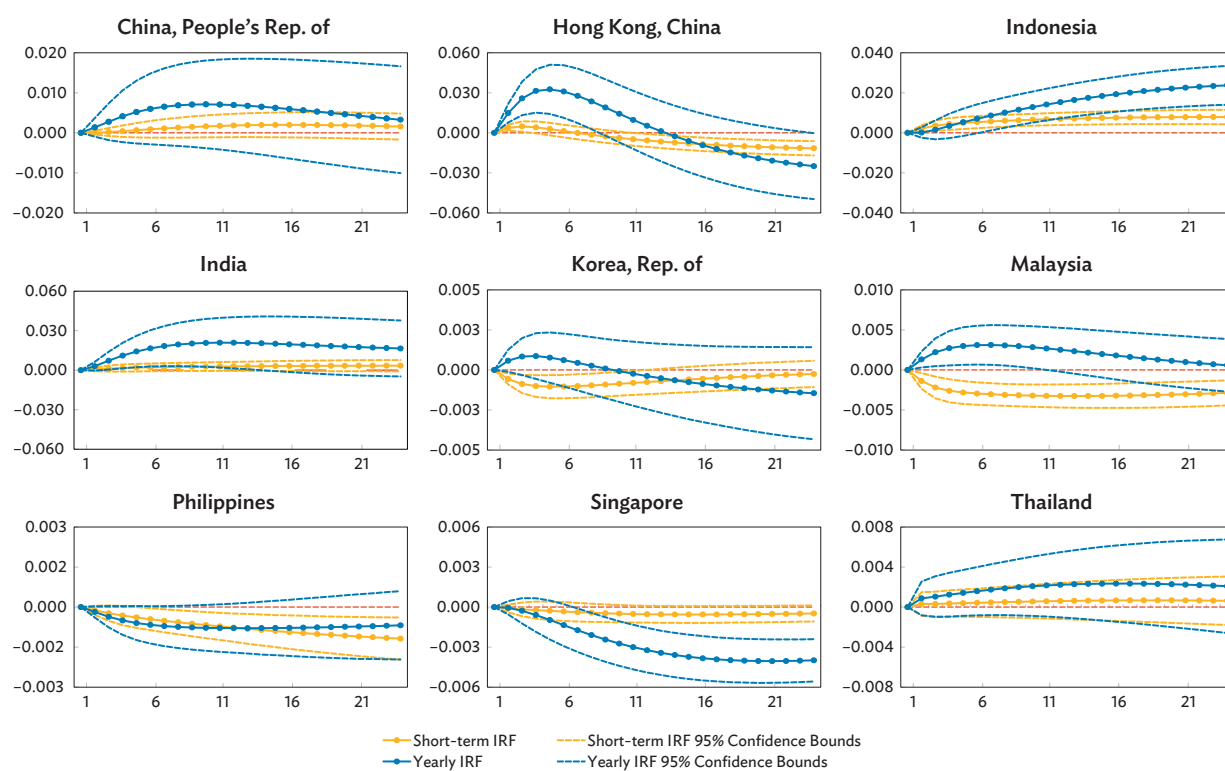 China, People's Rep. of
0.020
0.010
0.000
−0.010
−0.020
1 6 11 16 21
Hong Kong, China
0.060
0.030
0.000
−0.030
−0.060
1 6 11 16 21
Indonesia
0.040
0.020
0.000
−0.020
−0.040
1 6 11 16 21
India
0.060
0.030
0.000
−0.030
−0.060
1 6 11 16 21
Korea, Rep. of
0.005
0.003
0.000
−0.003
−0.005
1 6 11 16 21
Malaysia
0.010
0.005
0.000
−0.005
−0.010
1 6 11 16 21
Philippines
0.003
0.002
0.000
−0.002
−0.003
1 6 11 16 21
Singapore
0.006
0.003
0.000
−0.003
−0.006
1 6 11 16 21
Thailand
0.008
0.004
0.000
−0.004
−0.008
1 6 11 16 21
Short-term IRF
Short-term IRF 95% Confidence Bounds
Yearly IRF
Yearly IRF 95% Confidence Bounds